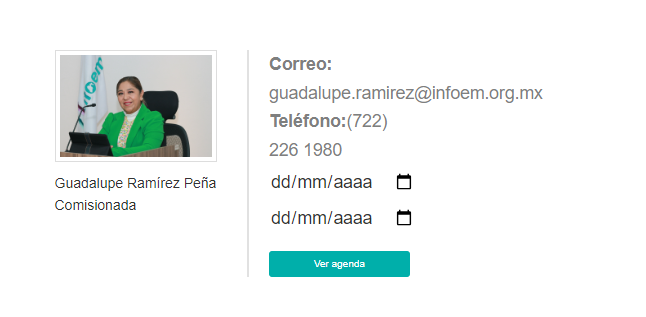 infoem
Guadalupe Ramírez Peña
Comisionada
Correo:
guadalupe.ramirez@infoem.org.mx
Teléfono:(722)
226 1980
dd/mm/aaaa
dd/mm/aaaa
Ver agenda